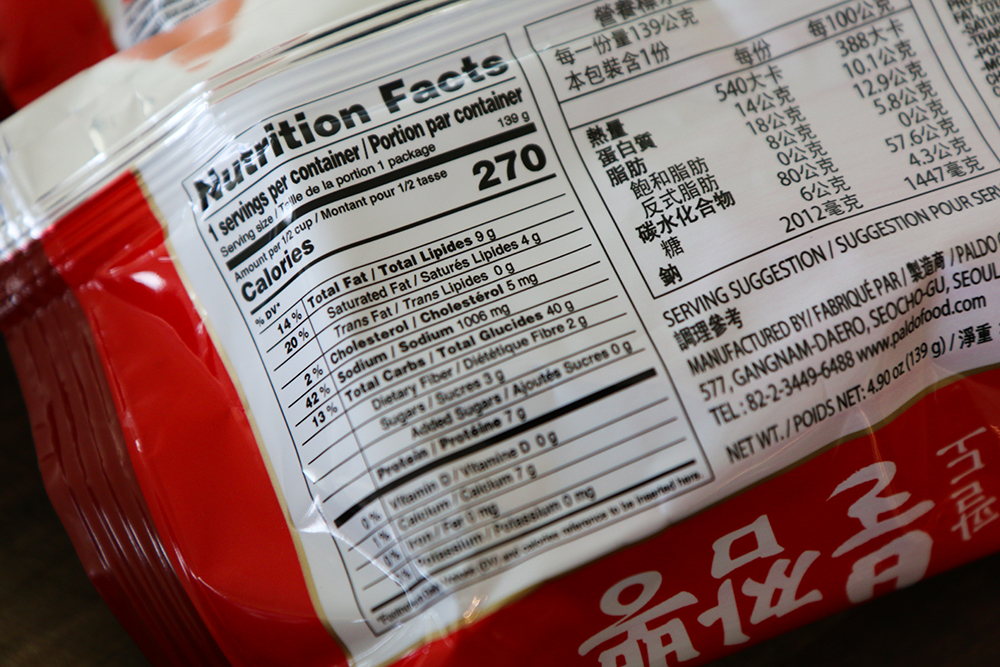 Nutrition Facts
1 servings per container / Portion par container
Serving size / Taille de la portion 1 package 139 g
Amount per 1/2 cup / Montant pour 1/2 tasse
Calories 270
% DV*
14 % Total Fat / Total Lipides 9 g
20 % Saturated Fat / Saturés Lipides 4 g
Trans Fat / Trans Lipides 0 g
2 % Cholesterol / Cholestérol 5 mg
42 % Sodium / Sodium 1006 mg
13 % Total Carbs / Total Glucides 40 g
Dietary Fiber / Diététique Fibre 2 g
Sugars / Sucres 3 g
Added Sugars / Ajoutés Sucres 0 g
Protein / Protéine 7 g
0 % Vitamin D / Vitamine D 0 g
1 % Calcium / Calcium 7 g
0 % Iron / Fer 1 mg
1 % Potassium / Potassium 0 mg
(DV) and calories reference to be inserted here.
每一份量139公克
本包裝含1份
每份 每100公克
熱量 540大卡 388大卡
蛋白質 14公克 10.1公克
脂肪 18公克 12.9公克
飽和脂肪 8公克 5.8公克
反式脂肪 0公克 0公克
碳水化合物 80公克 57.6公克
糖 6公克 4.3公克
鈉 2012毫克 1447毫克
SERVING SUGGESTION / SUGGESTION POUR SER
調理參考
MANUFACTURED BY / FABRIQUÉ PAR / 製造商 / PALDO
577, GANGNAM-DAERO, SEOCHO-GU, SEOUL
TEL : 82-2-3449-6488 www.paldofood.com
NET WT. / POIDS NET: 4.90 oz (139 g) / 淨重
짬뽕